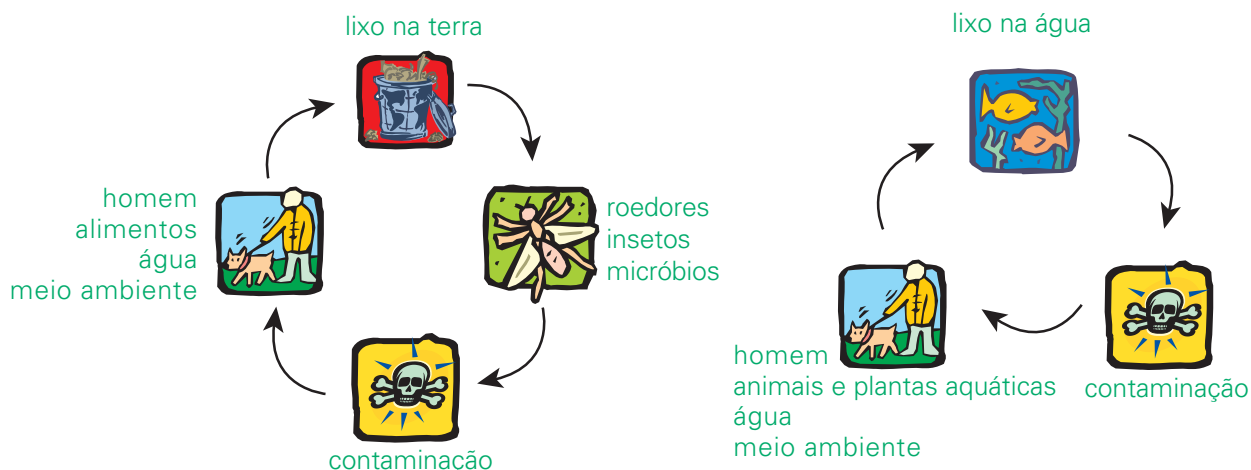 lixo na terra
homem
alimentos
água
meio ambiente
roedores
insetos
micróbios
contaminação
lixo na água
homem
animais e plantas aquáticas
água
meio ambiente
contaminação